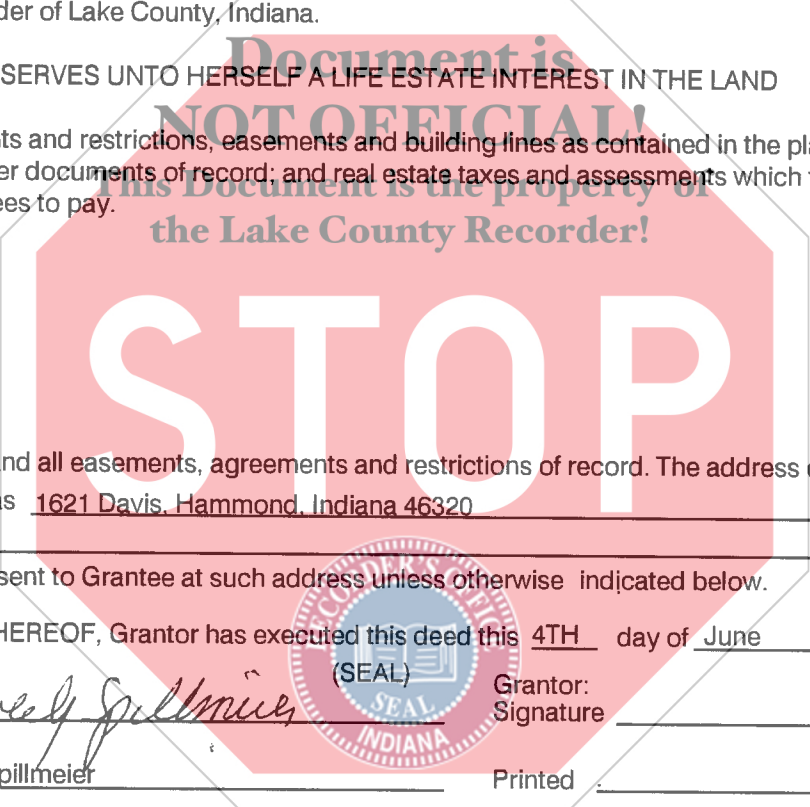 der of Lake County, Indiana.
Document is
SERVES UNTO HERSELF A LIFE ESTATE INTEREST IN THE LAND
NOT OFFICIAL!
ts and restrictions, easements and building lines as contained in the pl
er documents of record; and real estate taxes and assessments which
This Document is the property of
ees to pay.
the Lake County Recorder!
STOP
nd all easements, agreements and restrictions of record. The address
as 1621 Davis, Hammond, Indiana 46320
sent to Grantee at such address unless otherwise indicated below.
HEREOF, Grantor has executed this deed this 4TH day of June
RECORDER'S OFFICE
(SEAL)
Grantor:
SEAL
Signature
INDIANA
Spillmeier
pillmeier
Printed